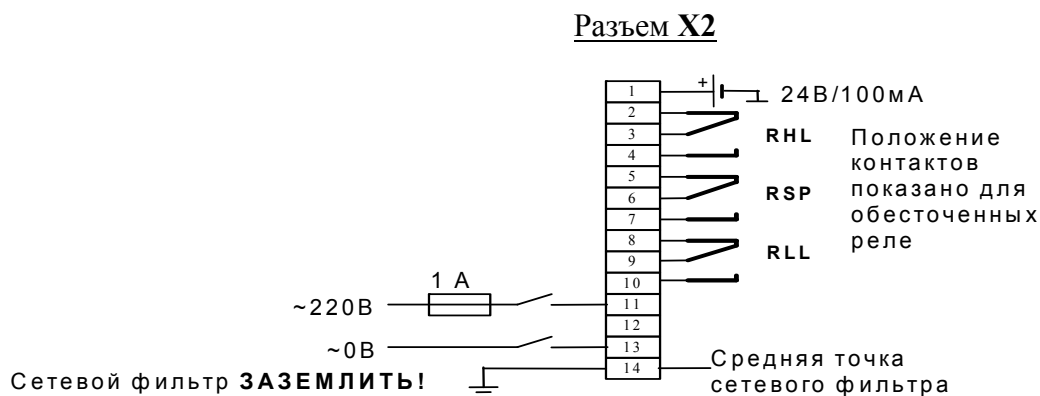 Разъем X2
1
+
24В/100мА
2
3
RHL
4
5
6
RSP
7
8
9
RLL
10
Положение
контактов
показано для
обесточенных
реле
1 А
~220В
11
12
~0В
13
14
Сетевой фильтр ЗАЗЕМЛИТЬ!
Средняя точка
сетевого фильтра